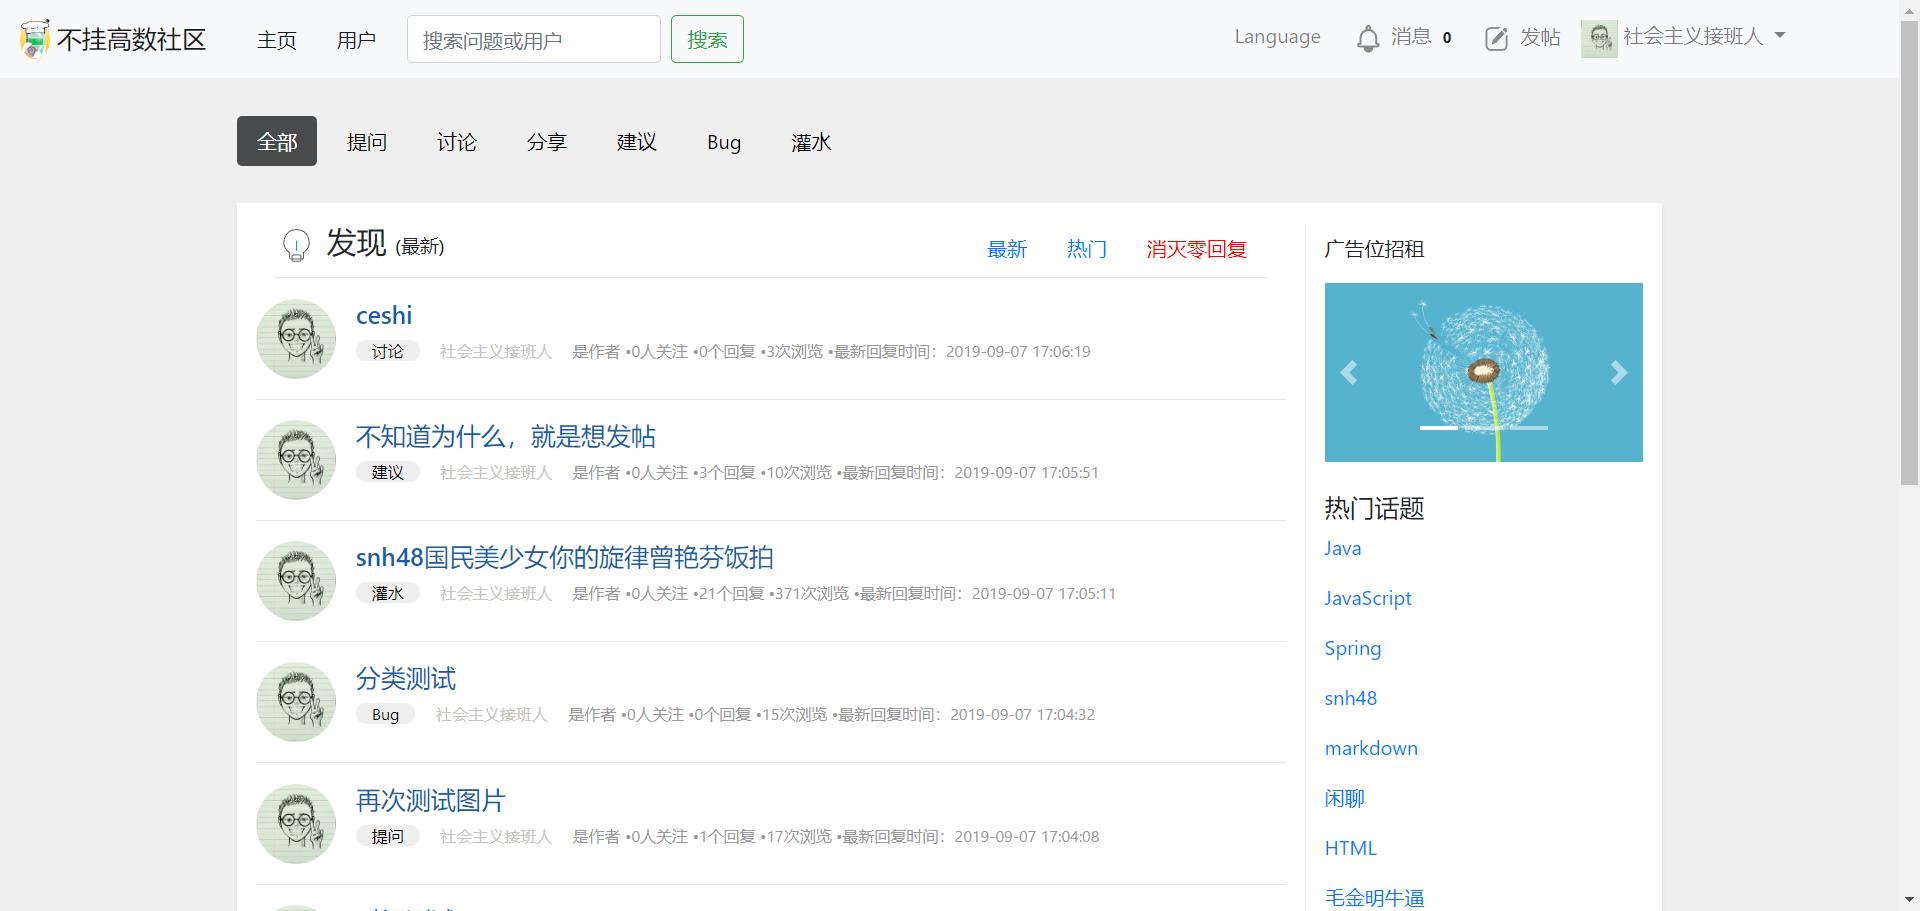 不挂高数社区 主页 用户 搜索问题或用户 搜索 Language 消息 0 发帖 社会主义接班人
全部 提问 讨论 分享 建议 Bug 灌水
发现 (最新) 最新 热门 消灭零回复
ceshi
讨论 社会主义接班人 是作者 •0人关注 •0个回复 •3次浏览 •最新回复时间：2019-09-07 17:06:19
不知道为什么，就是想发帖
建议 社会主义接班人 是作者 •0人关注 •3个回复 •10次浏览 •最新回复时间：2019-09-07 17:05:51
snh48国民美少女你的旋律曾艳芬饭拍
灌水 社会主义接班人 是作者 •0人关注 •21个回复 •371次浏览 •最新回复时间：2019-09-07 17:05:11
分类测试
Bug 社会主义接班人 是作者 •0人关注 •0个回复 •15次浏览 •最新回复时间：2019-09-07 17:04:32
再次测试图片
提问 社会主义接班人 是作者 •0人关注 •1个回复 •17次浏览 •最新回复时间：2019-09-07 17:04:08
广告位招租
热门话题
Java
JavaScript
Spring
snh48
markdown
闲聊
HTML
毛金明牛逼